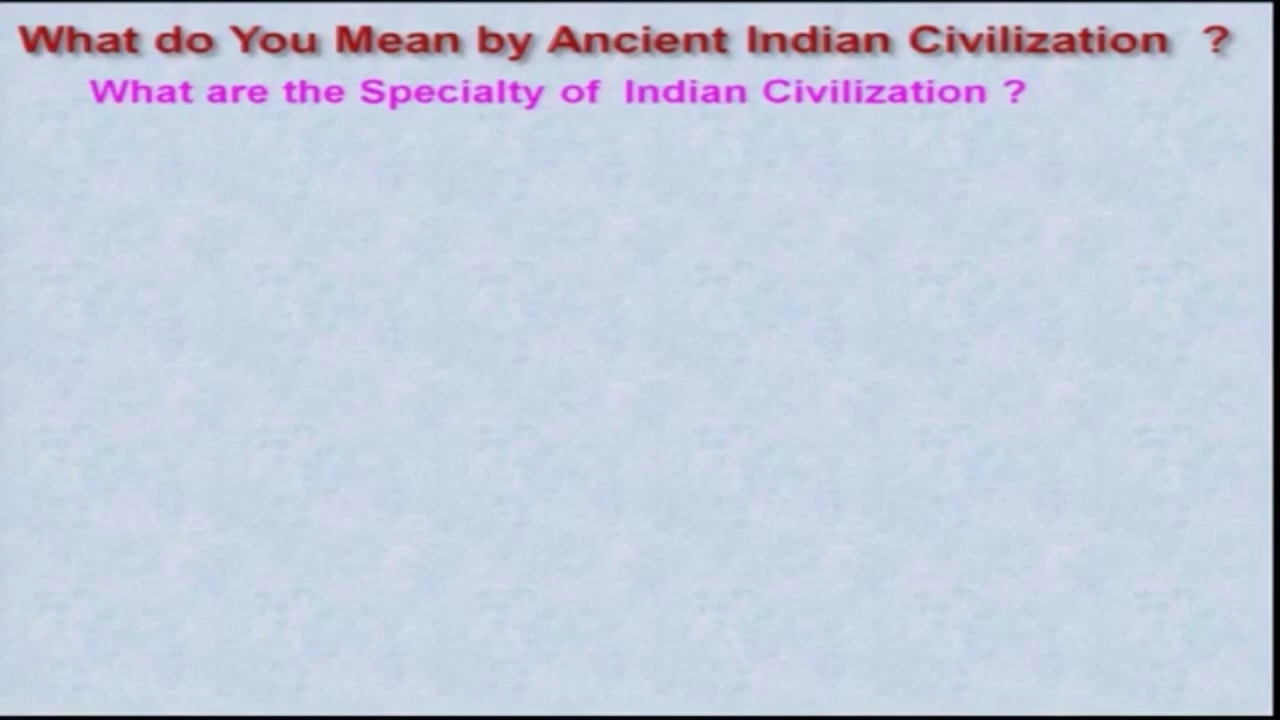 What do You Mean by Ancient Indian Civilization ?
What are the Specialty of Indian Civilization ?